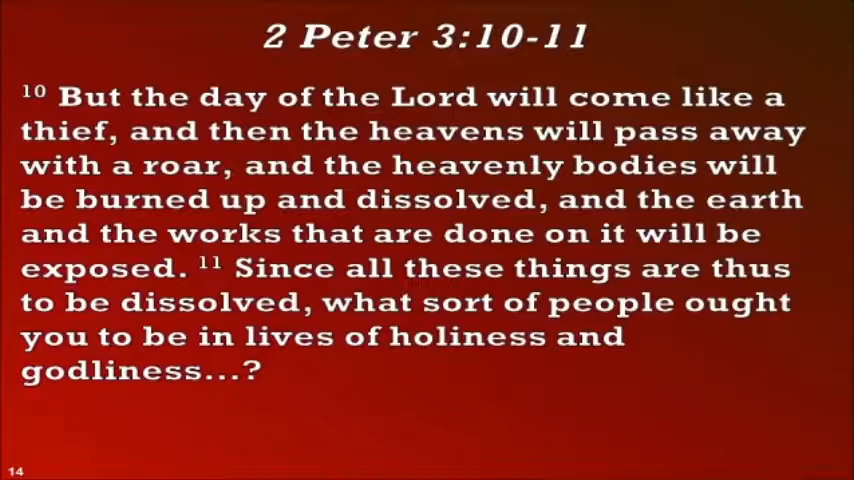 2 Peter 3:10-11
¹⁰ But the day of the Lord will come like a
thief, and then the heavens will pass away
with a roar, and the heavenly bodies will
be burned up and dissolved, and the earth
and the works that are done on it will be
exposed. ¹¹ Since all these things are thus
to be dissolved, what sort of people ought
you to be in lives of holiness and
godliness...?
14